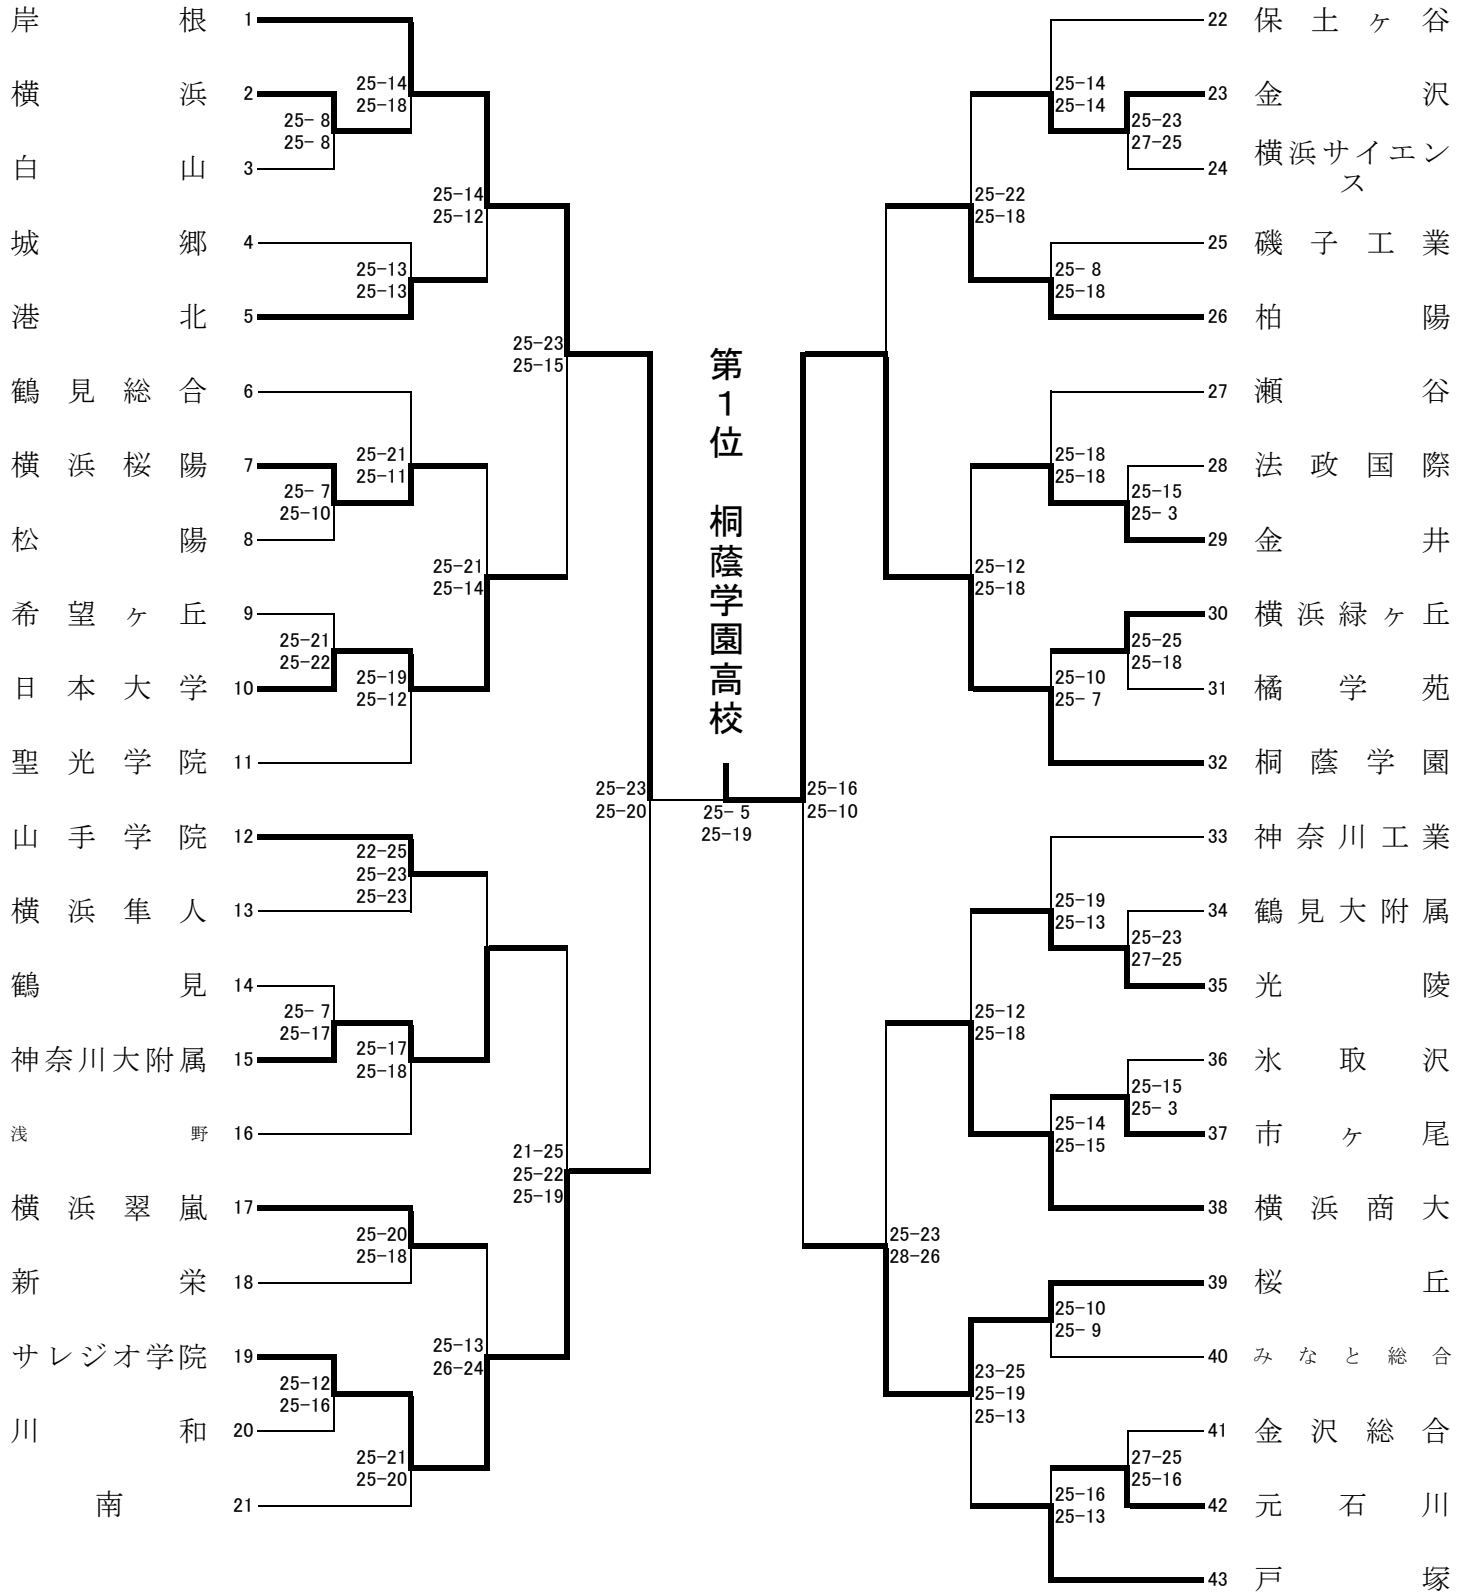 岸根 1
横浜 2
白山 3
城郷 4
港北 5
鶴見総合 6
横浜桜陽 7
松陽 8
希望ヶ丘 9
日本大学 10
聖光学院 11
山手学院 12
横浜隼人 13
鶴見 14
神奈川大附属 15
浅野 16
横浜翠嵐 17
新栄 18
サレジオ学院 19
川和 20
南 21
25- 8
25- 8
25- 7
25-10
25-21
25-22
25- 7
25-17
25-12
25-16
25-14
25-18
25-13
25-13
25-21
25-11
25-19
25-12
22-25
25-23
25-23
25-17
25-18
25-20
25-18
25-21
25-20
25-14
25-12
25-21
25-14
25-13
26-24
25-23
25-15
21-25
25-22
25-19
25-23
25-20
第1位 桐蔭学園高校
25- 5
25-19
25-16
25-10
25-23
28-26
25-22
25-18
25-12
25-18
25-12
25-18
23-25
25-19
25-13
25-14
25-14
25- 8
25-18
25-18
25-18
25-10
25- 7
25-19
25-13
25-14
25-15
25-10
25- 9
25-16
25-13
25-23
27-25
25-15
25- 3
25-25
25-18
25-23
27-25
25-15
25- 3
27-25
25-16
22 保土ヶ谷
23 金沢
24 横浜サイエン
ス
25 磯子工業
26 柏陽
27 瀬谷
28 法政国際
29 金井
30 横浜緑ヶ丘
31 橘学苑
32 桐蔭学園
33 神奈川工業
34 鶴見大附属
35 光陵
36 氷取沢
37 市ヶ尾
38 横浜商大
39 桜丘
40 みなと総合
41 金沢総合
42 元石川
43 戸塚